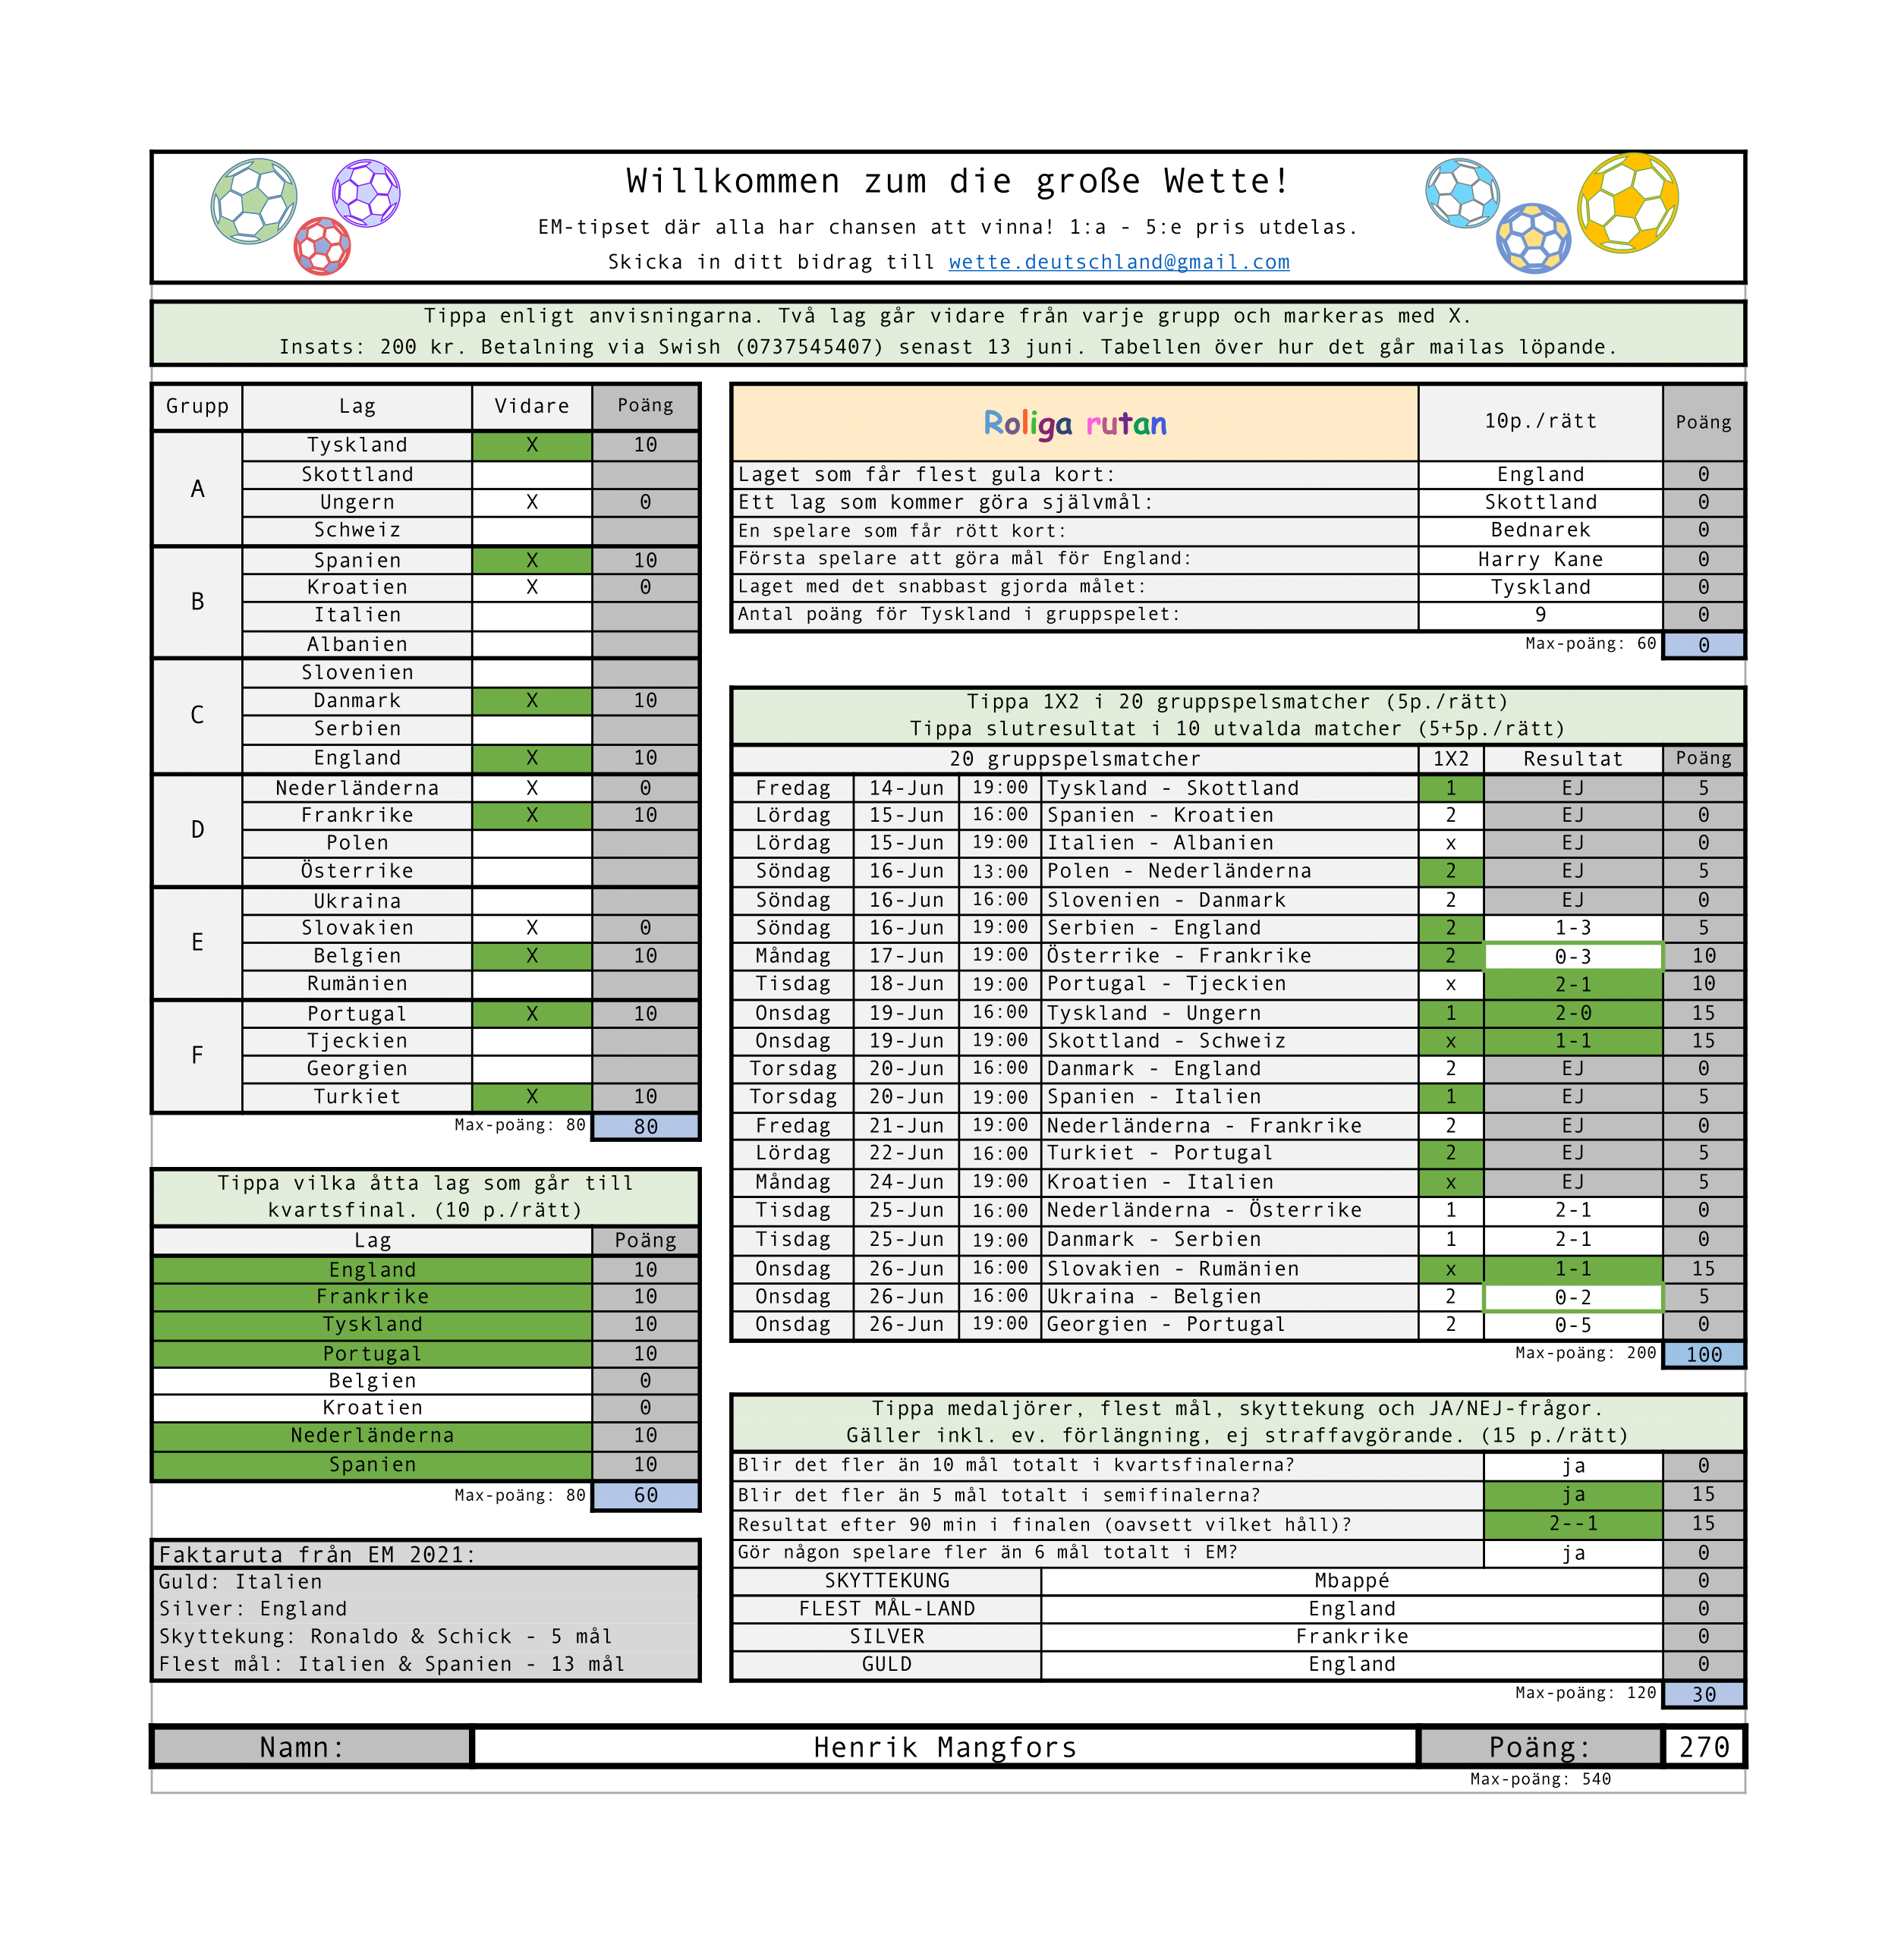 Willkommen zum die große Wette!
EM-tipset där alla har chansen att vinna! 1:a - 5:e pris utdelas.
Skicka in ditt bidrag till wette.deutschland@gmail.com
Tippa enligt anvisningarna. Två lag går vidare från varje grupp och markeras med X.
Insats: 200 kr. Betalning via Swish (0737545407) senast 13 juni. Tabellen över hur det går mailas löpande.
Grupp Lag Vidare Poäng
A
Tyskland X 10
Skottland
Ungern X 0
Schweiz
B
Spanien X 10
Kroatien X 0
Italien
Albanien
C
Slovenien
Danmark X 10
Serbien
England X 10
D
Nederländerna X 0
Frankrike X 10
Polen
Österrike
E
Ukraina
Slovakien X 0
Belgien X 10
Rumänien
F
Portugal X 10
Tjeckien
Georgien
Turkiet X 10
Max-poäng: 80 80
Tippa vilka åtta lag som går till
kvartsfinal. (10 p./rätt)
Lag Poäng
England 10
Frankrike 10
Tyskland 10
Portugal 10
Belgien 0
Kroatien 0
Nederländerna 10
Spanien 10
Max-poäng: 80 60
Faktaruta från EM 2021:
Guld: Italien
Silver: England
Skyttekung: Ronaldo & Schick - 5 mål
Flest mål: Italien & Spanien - 13 mål
Roliga rutan 10p./rätt Poäng
Laget som får flest gula kort: England 0
Ett lag som kommer göra självmål: Skottland 0
En spelare som får rött kort: Bednarek 0
Första spelare att göra mål för England: Harry Kane 0
Laget med det snabbast gjorda målet: Tyskland 0
Antal poäng för Tyskland i gruppspelet: 9 0
Max-poäng: 60 0
Tippa 1X2 i 20 gruppspelsmatcher (5p./rätt)
Tippa slutresultat i 10 utvalda matcher (5+5p./rätt)
20 gruppspelsmatcher 1X2 Resultat Poäng
Fredag 14-Jun 19:00 Tyskland - Skottland 1 EJ 5
Lördag 15-Jun 16:00 Spanien - Kroatien 2 EJ 0
Lördag 15-Jun 19:00 Italien - Albanien x EJ 0
Söndag 16-Jun 13:00 Polen - Nederländerna 2 EJ 5
Söndag 16-Jun 16:00 Slovenien - Danmark 2 EJ 0
Söndag 16-Jun 19:00 Serbien - England 2 1-3 5
Måndag 17-Jun 19:00 Österrike - Frankrike 2 0-3 10
Tisdag 18-Jun 19:00 Portugal - Tjeckien x 2-1 10
Onsdag 19-Jun 16:00 Tyskland - Ungern 1 2-0 15
Onsdag 19-Jun 19:00 Skottland - Schweiz x 1-1 15
Torsdag 20-Jun 16:00 Danmark - England 2 EJ 0
Torsdag 20-Jun 19:00 Spanien - Italien 1 EJ 5
Fredag 21-Jun 19:00 Nederländerna - Frankrike 2 EJ 0
Lördag 22-Jun 16:00 Turkiet - Portugal 2 EJ 5
Måndag 24-Jun 19:00 Kroatien - Italien x EJ 5
Tisdag 25-Jun 16:00 Nederländerna - Österrike 1 2-1 0
Tisdag 25-Jun 19:00 Danmark - Serbien 1 2-1 0
Onsdag 26-Jun 16:00 Slovakien - Rumänien x 1-1 15
Onsdag 26-Jun 16:00 Ukraina - Belgien 2 0-2 5
Onsdag 26-Jun 19:00 Georgien - Portugal 2 0-5 0
Max-poäng: 200 100
Tippa medaljörer, flest mål, skyttekung och JA/NEJ-frågor.
Gäller inkl. ev. förlängning, ej straffavgörande. (15 p./rätt)
Blir det fler än 10 mål totalt i kvartsfinalerna? ja 0
Blir det fler än 5 mål totalt i semifinalerna? ja 15
Resultat efter 90 min i finalen (oavsett vilket håll)? 2--1 15
Gör någon spelare fler än 6 mål totalt i EM? ja 0
SKYTTEKUNG Mbappé 0
FLEST MÅL-LAND England 0
SILVER Frankrike 0
GULD England 0
Max-poäng: 120 30
Namn: Henrik Mangfors Poäng: 270
Max-poäng: 540